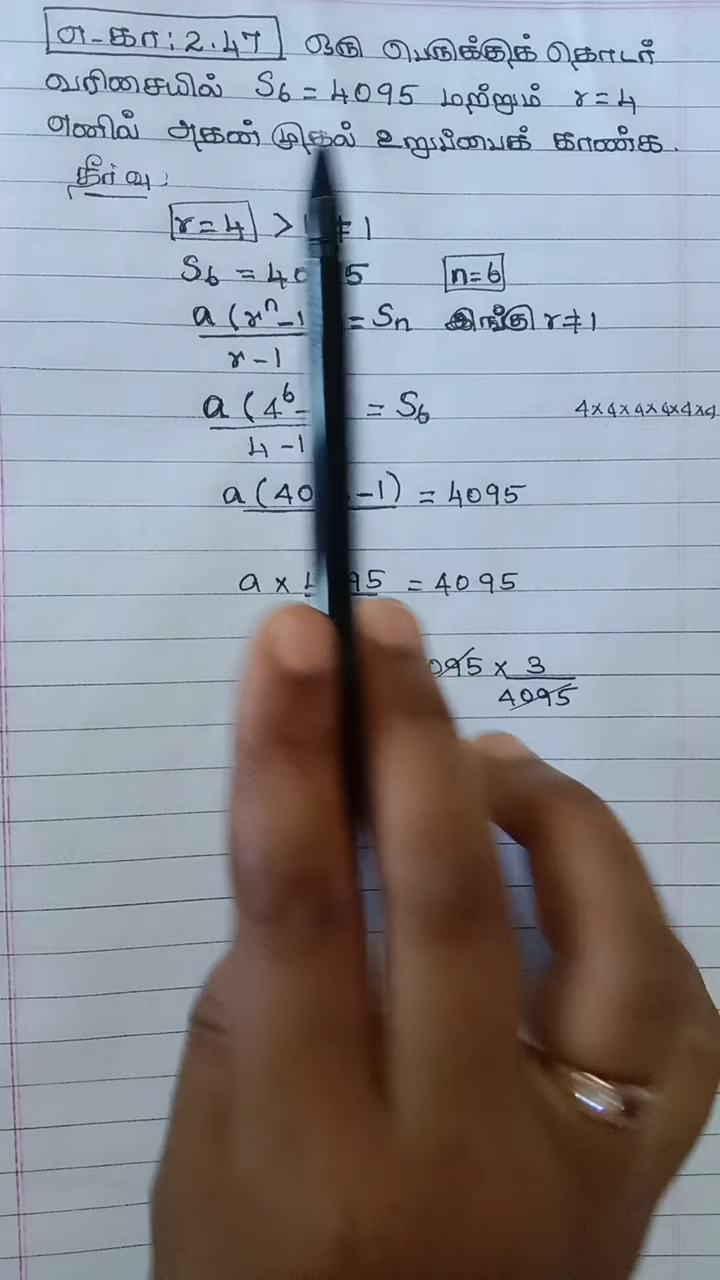 எ-கா: 2.47 ஒரு பெருக்குத் தொடர்
வரிசையில் S₆ = 4095 மற்றும் r = 4
எனில் அதன் முதல் உறுப்பைக் காண்க.
தீர்வு:
r = 4 > ≠ 1
S₆ = 40 5 n = 6
a (rⁿ - 1 = Sₙ இங்கு r ≠ 1
r - 1
a (4⁶ - = S₆ 4×4×4×4×4×4
4 - 1
a (40 - 1) = 4095
a × 95 = 4095
095 × 3
4095